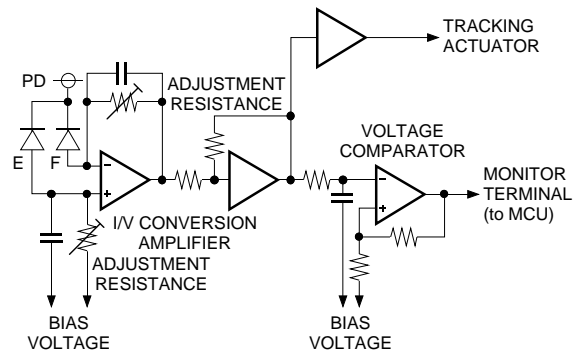 TRACKING
ACTUATOR
PD
ADJUSTMENT
RESISTANCE
E
F
−
+
I/V CONVERSION
AMPLIFIER
ADJUSTMENT
RESISTANCE
BIAS
VOLTAGE
VOLTAGE
COMPARATOR
−
+
MONITOR
TERMINAL
(to MCU)
BIAS
VOLTAGE